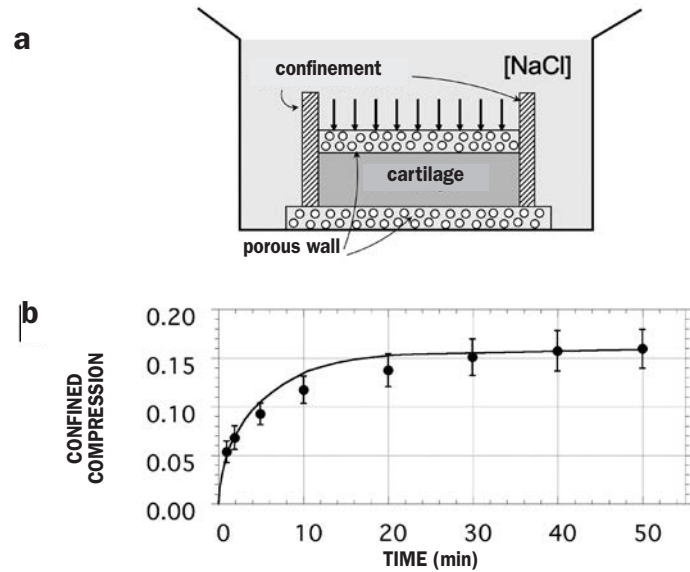 a
confinement
[NaCl]
cartilage
porous wall
b
CONFINED
COMPRESSION
0.20
0.15
0.10
0.05
0.00
0 10 20 30 40 50
TIME (min)